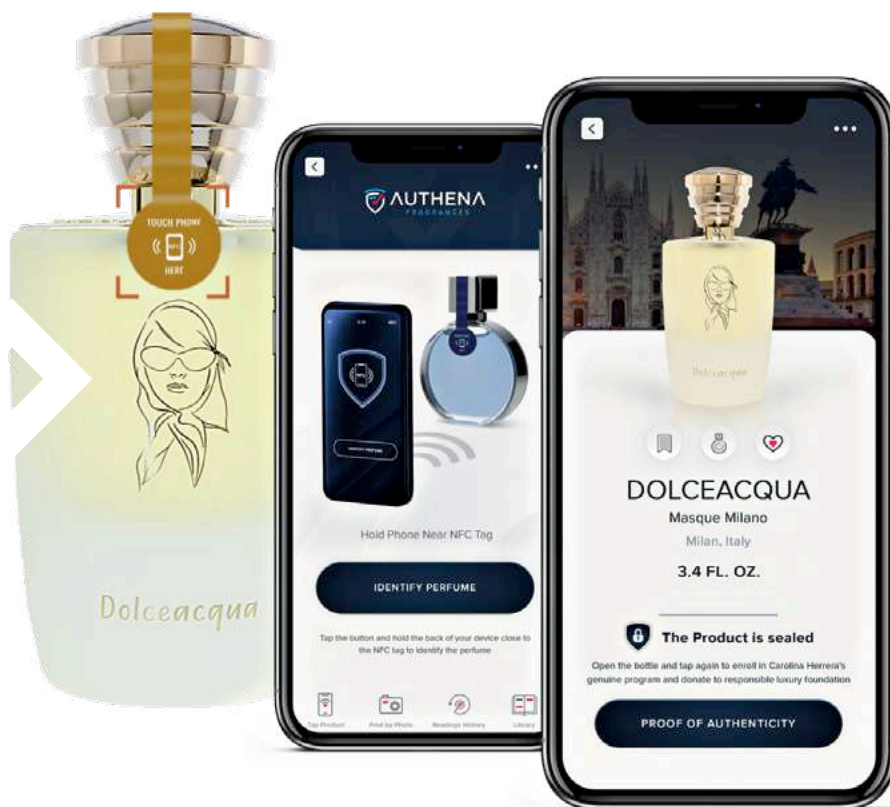 TOUCH PHONE
NFC
HERE
Dolceacqua
AUTHENA
FRAGRANCES
IDENTIFY PERFUME
Hold Phone Near NFC Tag
IDENTIFY PERFUME
Tap the button and hold the back of your device close to
the NFC tag to identify the perfume
Tap Product
Find by Photo
Readings History
Library
Dolceacqua
DOLCEACQUA
Masque Milano
Milan, Italy
3.4 FL. OZ.
The Product is sealed
Open the bottle and tap again to enroll in Carolina Herrera's
genuine program and donate to responsible luxury foundation
PROOF OF AUTHENTICITY